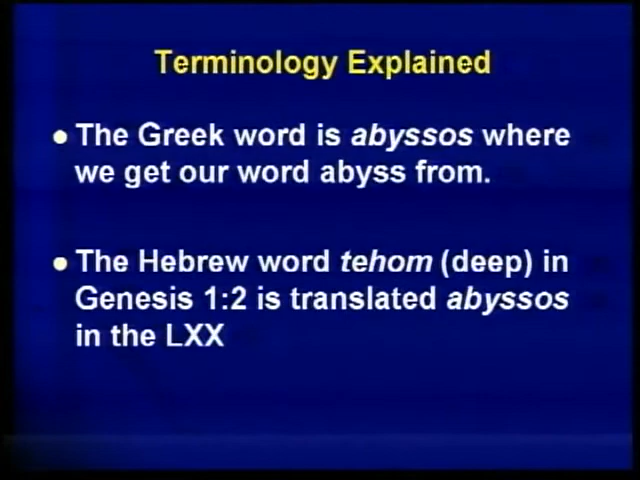 Terminology Explained
● The Greek word is abyssos where
we get our word abyss from.
● The Hebrew word tehom (deep) in
Genesis 1:2 is translated abyssos
in the LXX